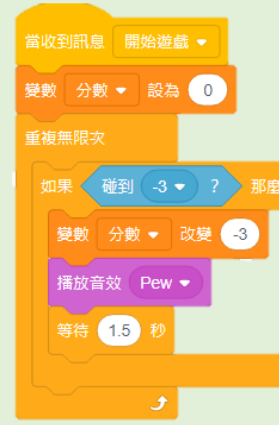 當收到訊息 開始遊戲
變數 分數 設為 0
重複無限次
如果 碰到 -3 ? 那麼
變數 分數 改變 -3
播放音效 Pew
等待 1.5 秒